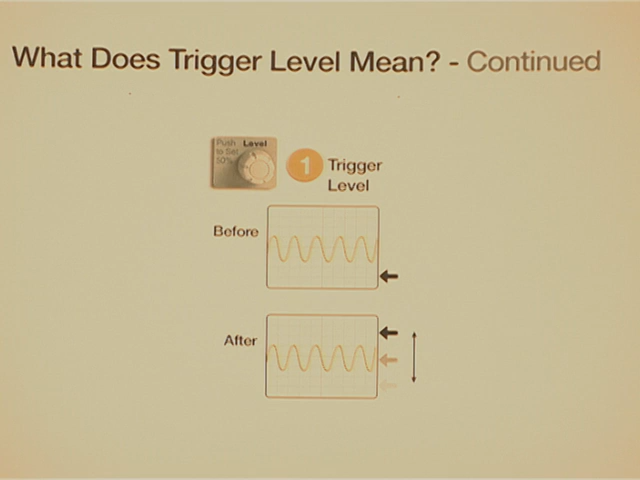 What Does Trigger Level Mean? - Continued
Push Level
to Set
50%
1
Trigger
Level
Before
After